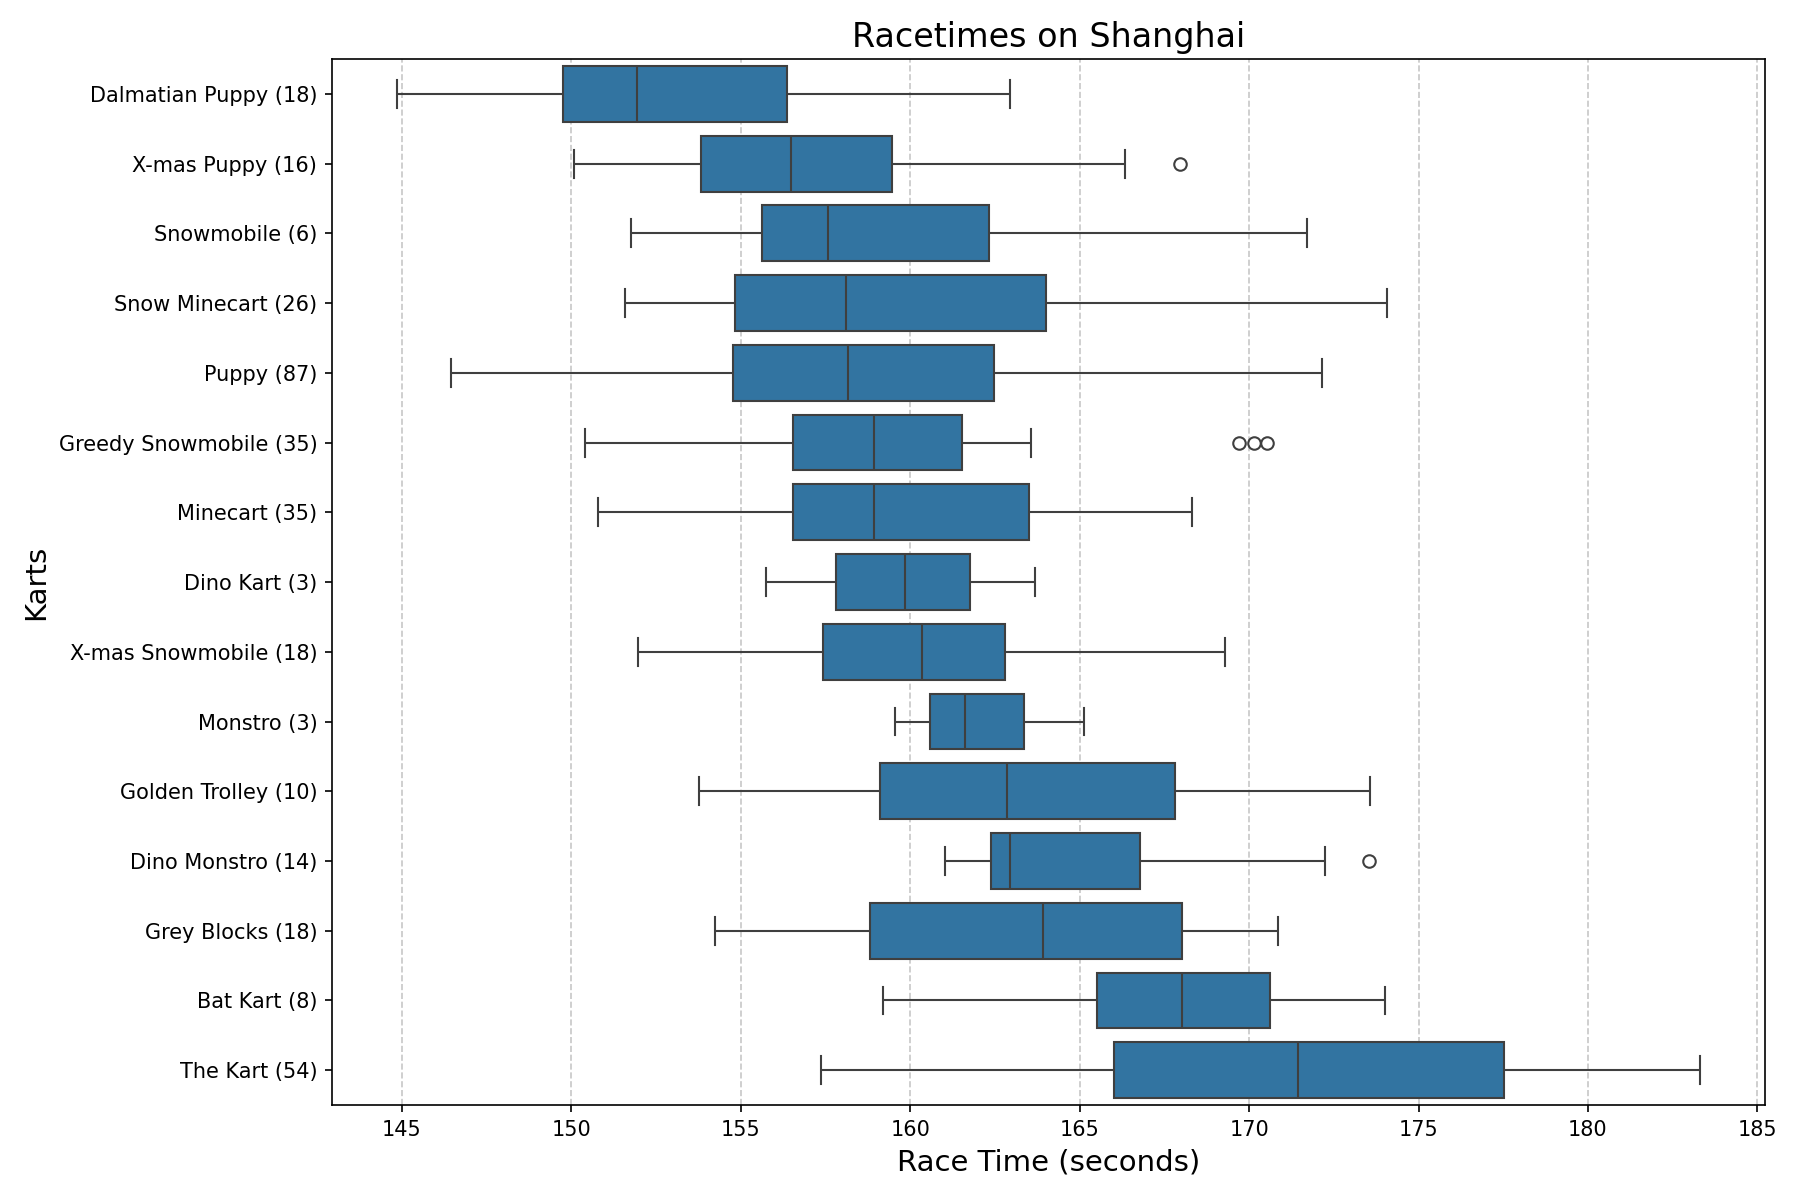 Racetimes on Shanghai
Dalmatian Puppy (18)
X-mas Puppy (16)
Snowmobile (6)
Snow Minecart (26)
Puppy (87)
Greedy Snowmobile (35)
Minecart (35)
Dino Kart (3)
X-mas Snowmobile (18)
Monstro (3)
Golden Trolley (10)
Dino Monstro (14)
Grey Blocks (18)
Bat Kart (8)
The Kart (54)
Karts
145 150 155 160 165 170 175 180 185
Race Time (seconds)